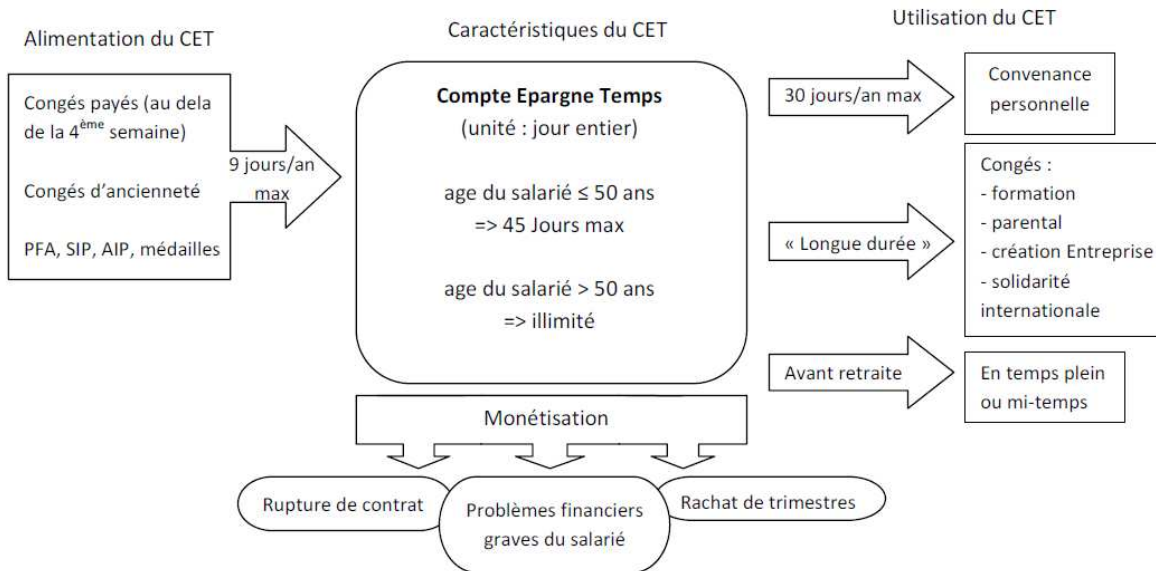 Alimentation du CET
Congés payés (au dela
de la 4ème semaine)
Congés d'ancienneté
PFA, SIP, AIP, médailles
9 jours/an
max
Caractéristiques du CET
Compte Epargne Temps
(unité : jour entier)
age du salarié ≤ 50 ans
=> 45 Jours max
age du salarié > 50 ans
=> illimité
Utilisation du CET
30 jours/an max
Convenance
personnelle
« Longue durée »
Congés :
- formation
- parental
- création Entreprise
- solidarité
internationale
Avant retraite
En temps plein
ou mi-temps
Monétisation
Rupture de contrat
Problèmes financiers
graves du salarié
Rachat de trimestres